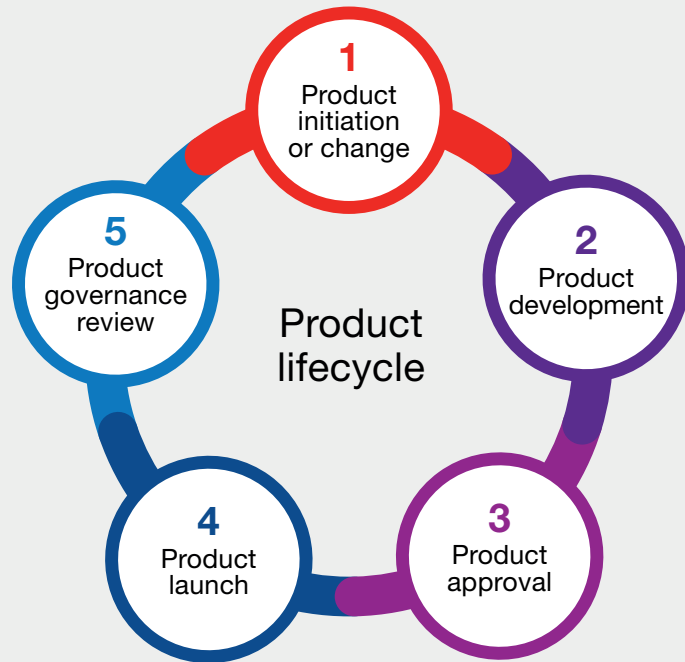 1
Product
initiation
or change
2
Product
development
3
Product
approval
4
Product
launch
5
Product
governance
review
Product
lifecycle